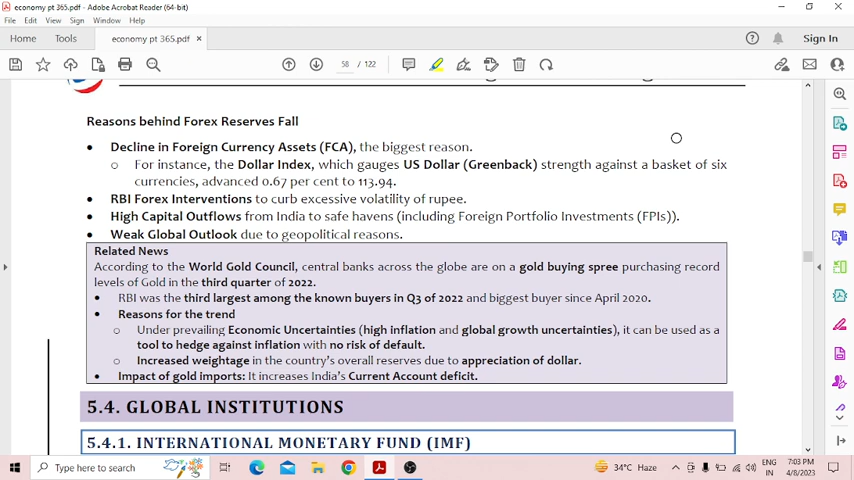 economy pt 365.pdf - Adobe Acrobat Reader (64-bit)
File Edit View Sign Window Help
Home Tools economy pt 365.pdf × Sign In
58 / 122
Reasons behind Forex Reserves Fall
• Decline in Foreign Currency Assets (FCA), the biggest reason.
o For instance, the Dollar Index, which gauges US Dollar (Greenback) strength against a basket of six
currencies, advanced 0.67 per cent to 113.94.
• RBI Forex Interventions to curb excessive volatility of rupee.
• High Capital Outflows from India to safe havens (including Foreign Portfolio Investments (FPIs)).
• Weak Global Outlook due to geopolitical reasons.
Related News
According to the World Gold Council, central banks across the globe are on a gold buying spree purchasing record
levels of Gold in the third quarter of 2022.
• RBI was the third largest among the known buyers in Q3 of 2022 and biggest buyer since April 2020.
• Reasons for the trend
o Under prevailing Economic Uncertainties (high inflation and global growth uncertainties), it can be used as a
tool to hedge against inflation with no risk of default.
o Increased weightage in the country's overall reserves due to appreciation of dollar.
• Impact of gold imports: It increases India's Current Account deficit.
5.4. GLOBAL INSTITUTIONS
5.4.1. INTERNATIONAL MONETARY FUND (IMF)
Type here to search
34°C Haze
ENG
IN
7:03 PM
4/8/2023